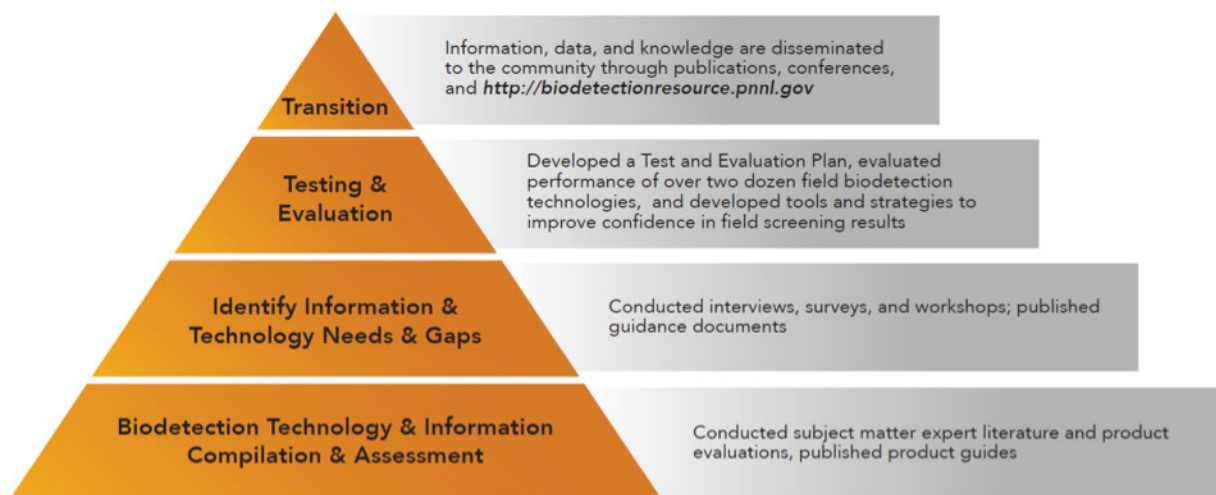 Transition
Information, data, and knowledge are disseminated
to the community through publications, conferences,
and http://biodetectionresource.pnnl.gov
Testing &
Evaluation
Developed a Test and Evaluation Plan, evaluated
performance of over two dozen field biodetection
technologies, and developed tools and strategies to
improve confidence in field screening results
Identify Information &
Technology Needs & Gaps
Conducted interviews, surveys, and workshops; published
guidance documents
Biodetection Technology & Information
Compilation & Assessment
Conducted subject matter expert literature and product
evaluations, published product guides